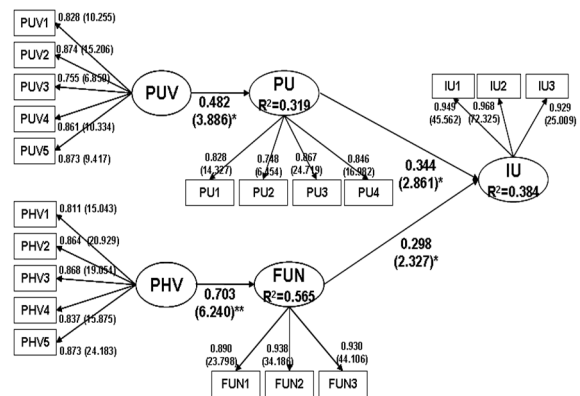 PUV1
0.828 (10.255)
PUV2
0.874 (15.206)
PUV3
0.755 (6.850)
PUV4
0.861 (10.334)
PUV5
0.873 (9.417)
PUV
0.482
(3.886)*
PU
R²=0.319
0.828
(14.327)
0.748
(6.454)
0.867
(24.719)
0.846
(16.982)
PU1
PU2
PU3
PU4
IU1
IU2
IU3
0.949
(45.562)
0.968
(72.325)
0.929
(25.009)
IU
R²=0.384
0.344
(2.861)*
0.298
(2.327)*
PHV1
0.811 (15.043)
PHV2
0.864 (20.929)
PHV3
0.868 (19.054)
PHV4
0.837 (15.875)
PHV5
0.873 (24.183)
PHV
0.703
(6.240)**
FUN
R²=0.565
0.890
(23.798)
0.938
(34.186)
0.930
(44.106)
FUN1
FUN2
FUN3